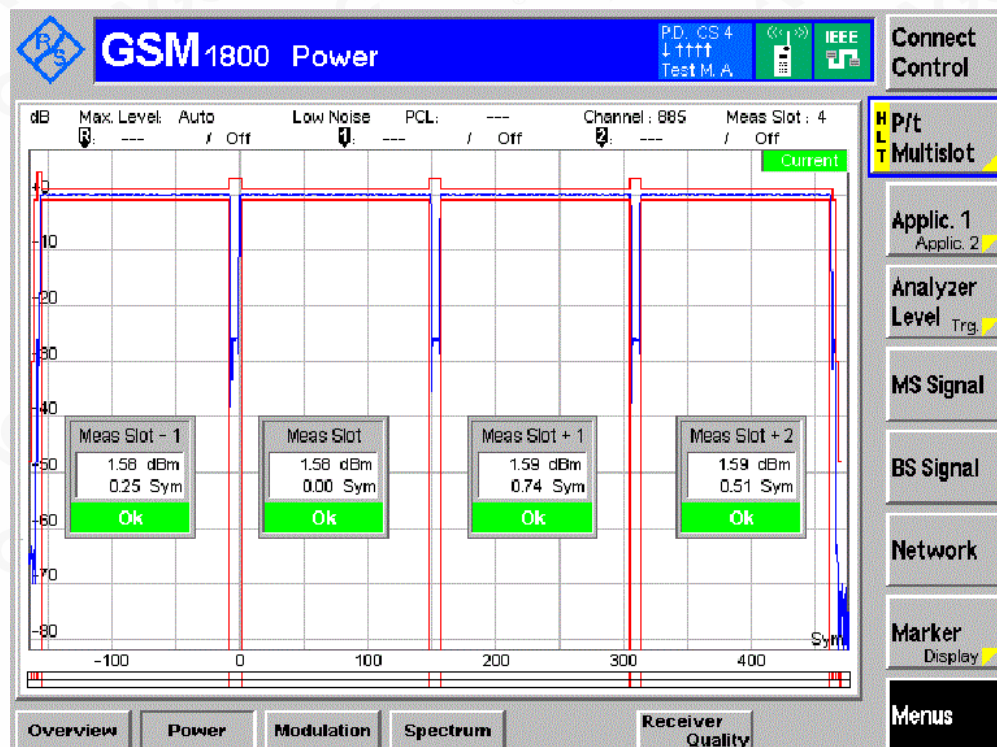 R/S
GSM 1800 Power
P.D. CS 4
↓ ↑↑↑↑
Test M. A
IEEE
Connect
Control
dB Max. Level: Auto Low Noise PCL: --- Channel : 885 Meas Slot : 4
R: --- / Off 1: --- / Off 2: --- / Off
Current
H
L
T
P/t
Multislot
Applic. 1
Applic. 2
Analyzer
Level Trg.
MS Signal
BS Signal
Network
Marker
Display
Menus
+0
-10
-20
-30
-40
-50
-60
-70
-80
Meas Slot - 1
1.58 dBm
0.25 Sym
Ok
Meas Slot
1.58 dBm
0.00 Sym
Ok
Meas Slot + 1
1.59 dBm
0.74 Sym
Ok
Meas Slot + 2
1.59 dBm
0.51 Sym
Ok
Sym
-100 0 100 200 300 400
Overview Power Modulation Spectrum Receiver
Quality